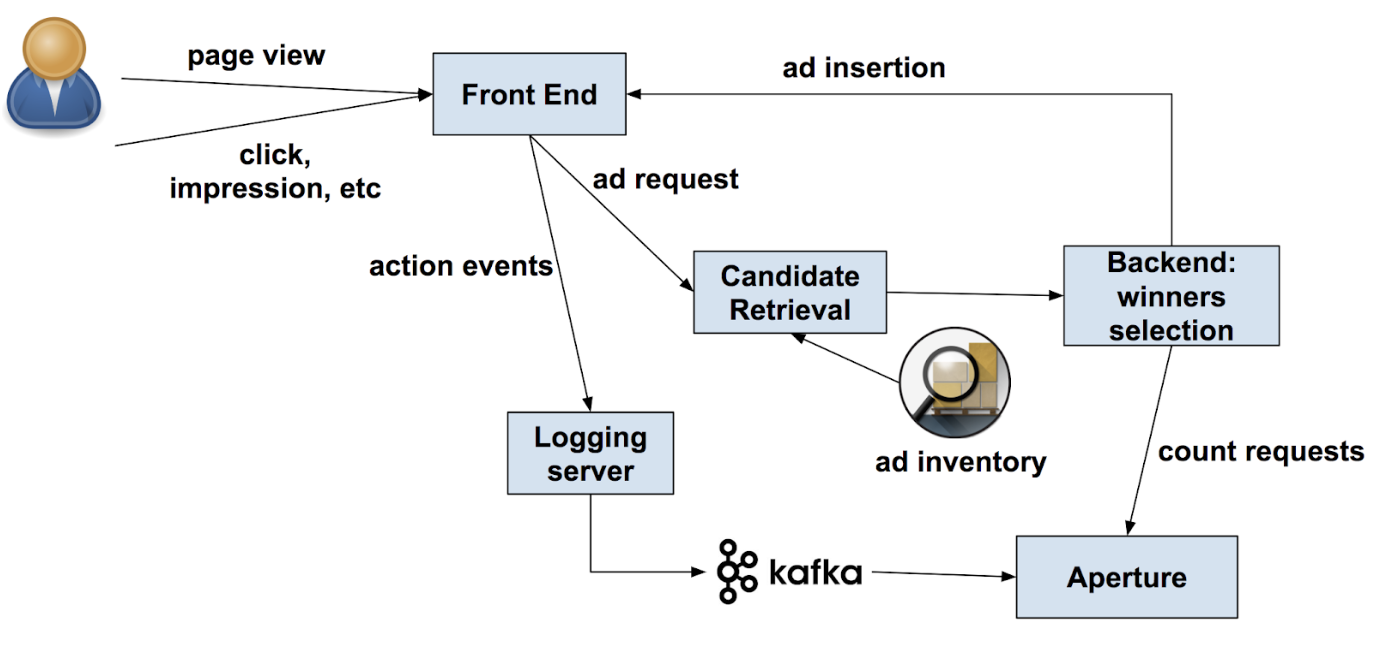 page view
click,
impression, etc
Front End
ad insertion
ad request
action events
Candidate
Retrieval
Backend:
winners
selection
ad inventory
count requests
Logging
server
kafka
Aperture